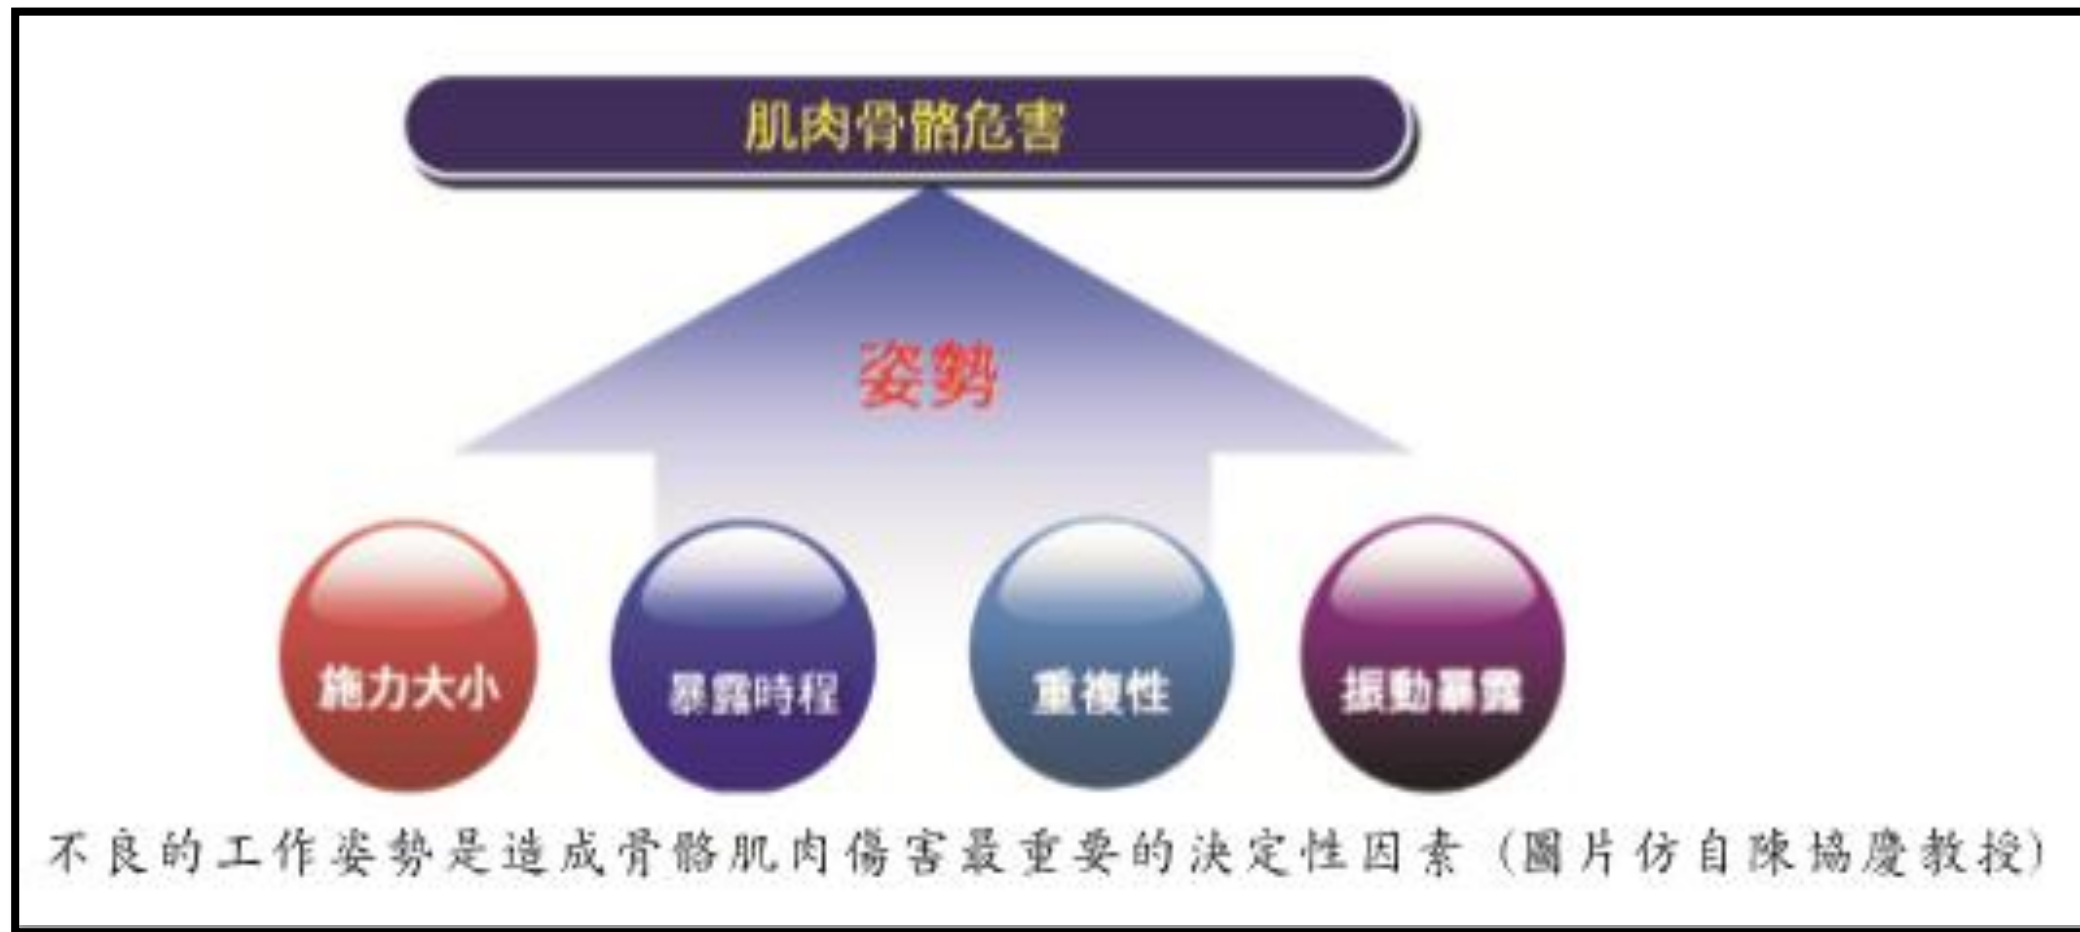 肌肉骨骼危害
姿勢
施力大小
暴露時程
重複性
振動暴露
不良的工作姿勢是造成骨骼肌肉傷害最重要的決定性因素 (圖片仿自陳協慶教授)